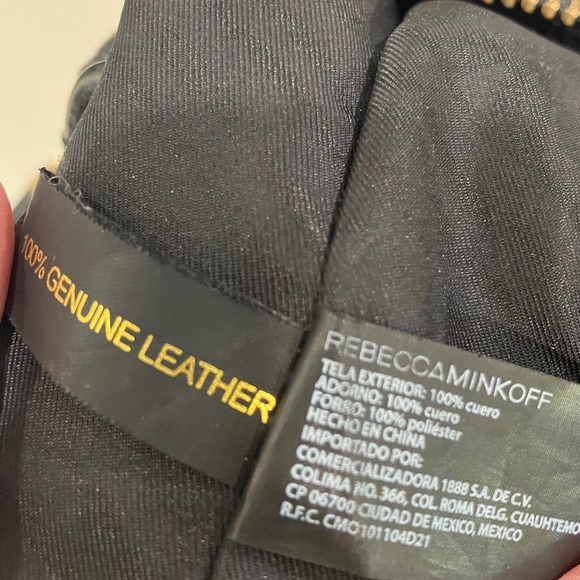 100% GENUINE LEATHER
REBECCAMINKOFF
TELA EXTERIOR: 100% cuero
ADORNO: 100% cuero
FORRO: 100% poliéster
HECHO EN CHINA
IMPORTADO POR:
COMERCIALIZADORA 1888 S.A. DE C.V.
COLIMA NO. 366, COL. ROMA DELG. CUAUHTEMO
CP 06700 CIUDAD DE MEXICO, MEXICO
R.F.C. CMO101104D21